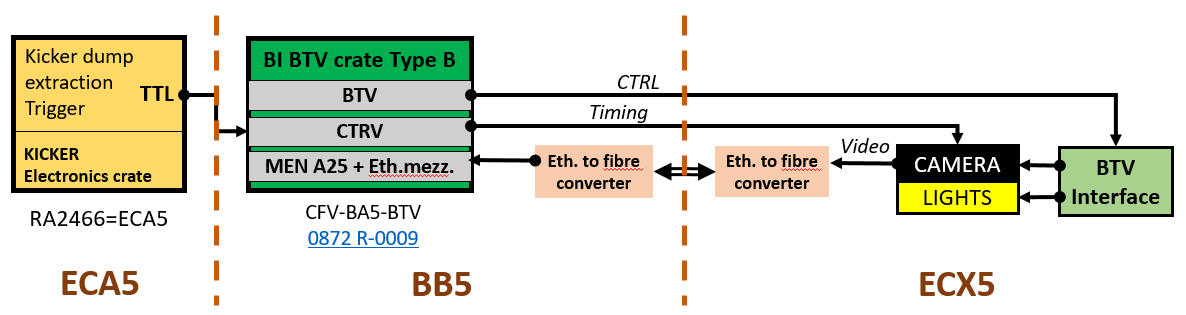 Kicker dump
extraction
Trigger
TTL
KICKER
Electronics crate
RA2466=ECA5
ECA5
BI BTV crate Type B
BTV
CTRV
MEN A25 + Eth.mezz.
CFV-BA5-BTV
0872 R-0009
BB5
CTRL
Timing
Eth. to fibre
converter
Eth. to fibre
converter
Video
CAMERA
LIGHTS
BTV
Interface
ECX5